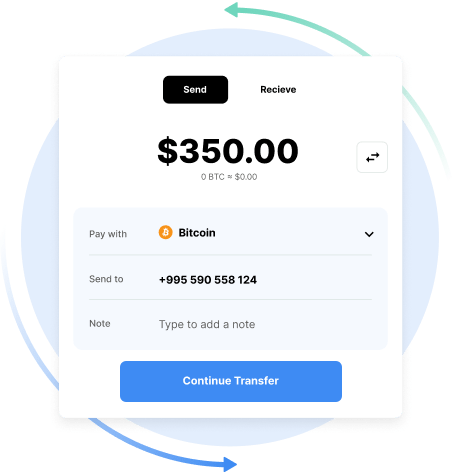 Send Recieve
$350.00
0 BTC ≈ $0.00
Pay with Bitcoin
Send to +995 590 558 124
Note Type to add a note
Continue Transfer